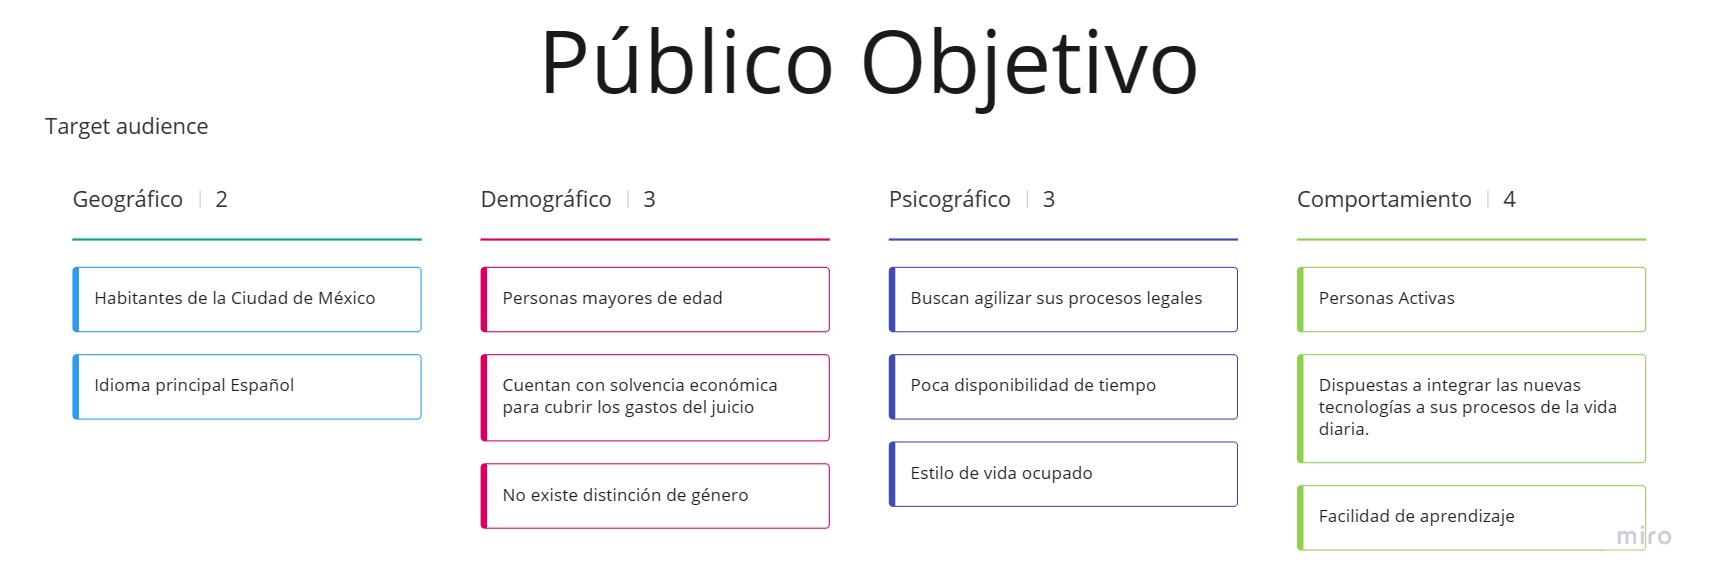 Público Objetivo
Target audience
Geográfico 2
Habitantes de la Ciudad de México
Idioma principal Español
Demográfico 3
Personas mayores de edad
Cuentan con solvencia económica
para cubrir los gastos del juicio
No existe distinción de género
Psicográfico 3
Buscan agilizar sus procesos legales
Poca disponibilidad de tiempo
Estilo de vida ocupado
Comportamiento 4
Personas Activas
Dispuestas a integrar las nuevas
tecnologías a sus procesos de la vida
diaria.
Facilidad de aprendizaje
miro